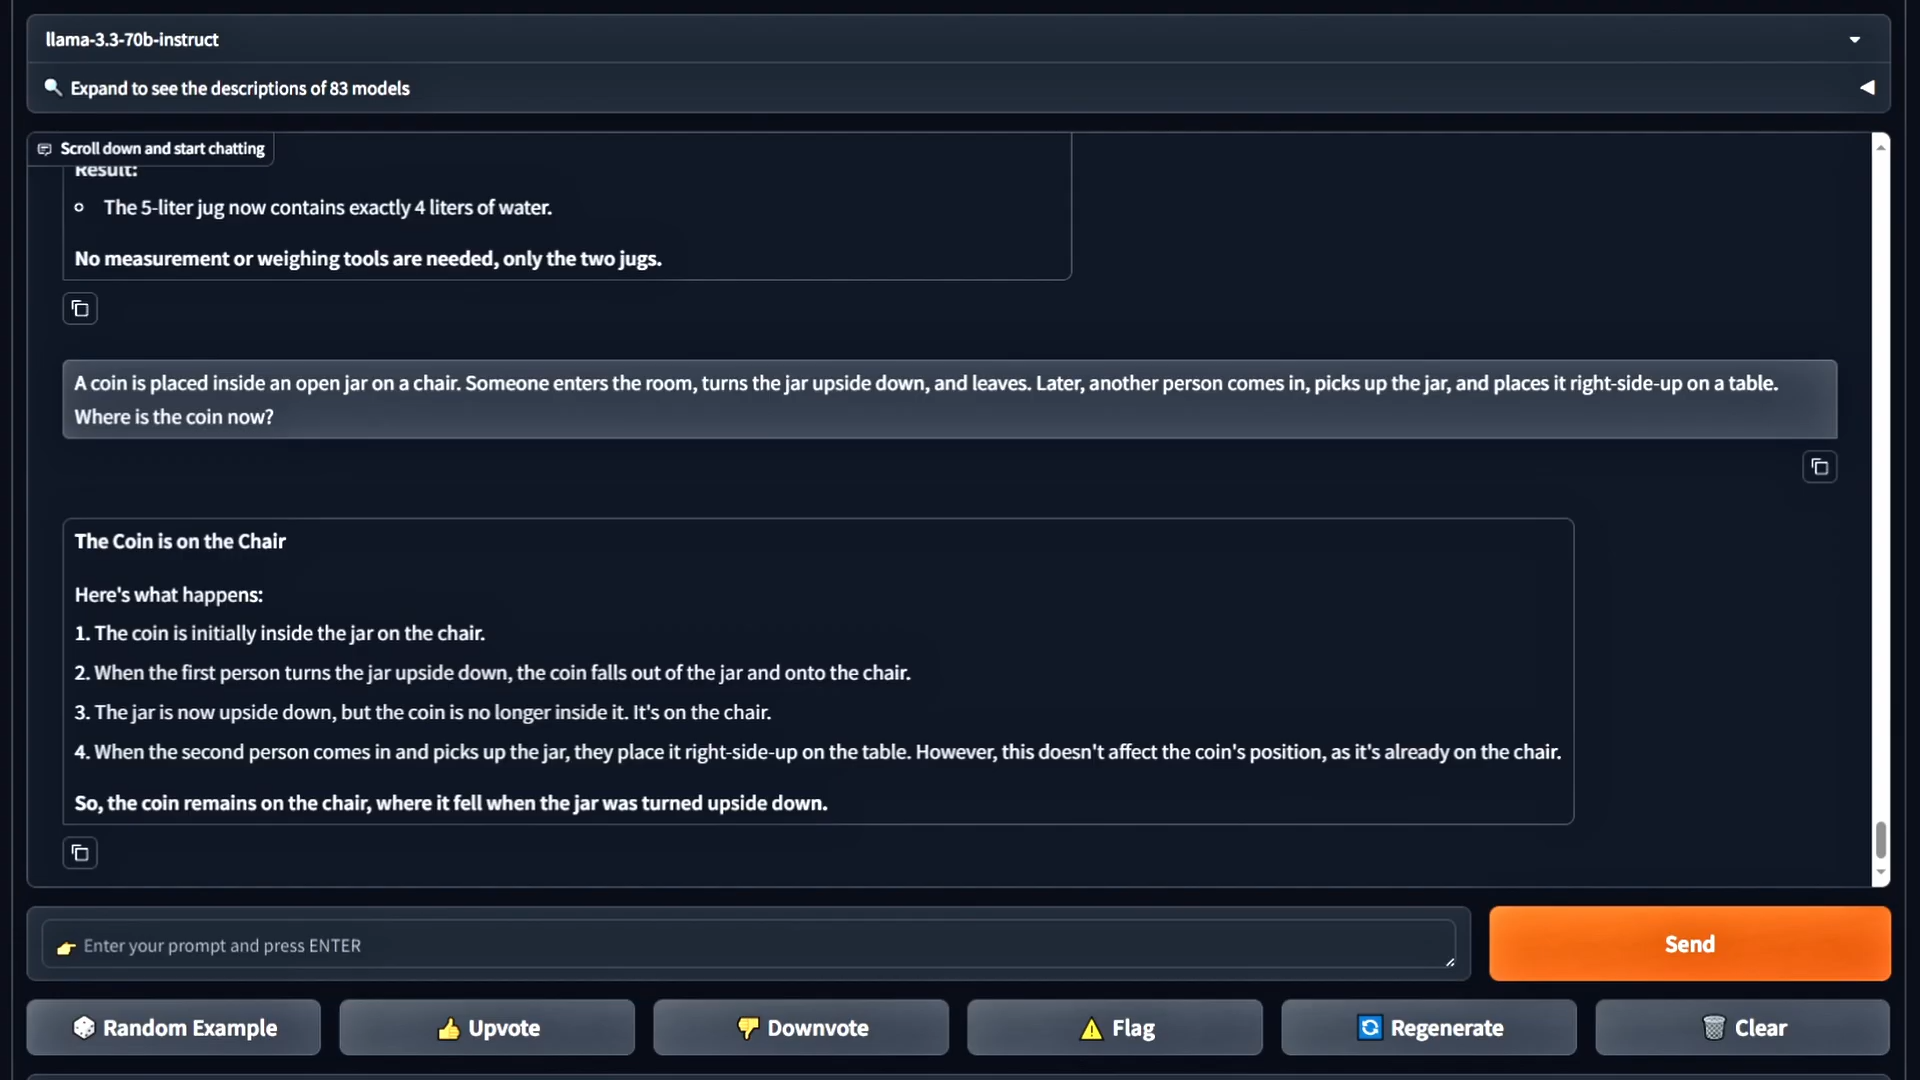 llama-3.3-70b-instruct
Expand to see the descriptions of 83 models
Scroll down and start chatting
Result:
The 5-liter jug now contains exactly 4 liters of water.
No measurement or weighing tools are needed, only the two jugs.
A coin is placed inside an open jar on a chair. Someone enters the room, turns the jar upside down, and leaves. Later, another person comes in, picks up the jar, and places it right-side-up on a table.
Where is the coin now?
The Coin is on the Chair
Here's what happens:
1. The coin is initially inside the jar on the chair.
2. When the first person turns the jar upside down, the coin falls out of the jar and onto the chair.
3. The jar is now upside down, but the coin is no longer inside it. It's on the chair.
4. When the second person comes in and picks up the jar, they place it right-side-up on the table. However, this doesn't affect the coin's position, as it's already on the chair.
So, the coin remains on the chair, where it fell when the jar was turned upside down.
Enter your prompt and press ENTER
Send
Random Example
Upvote
Downvote
Flag
Regenerate
Clear